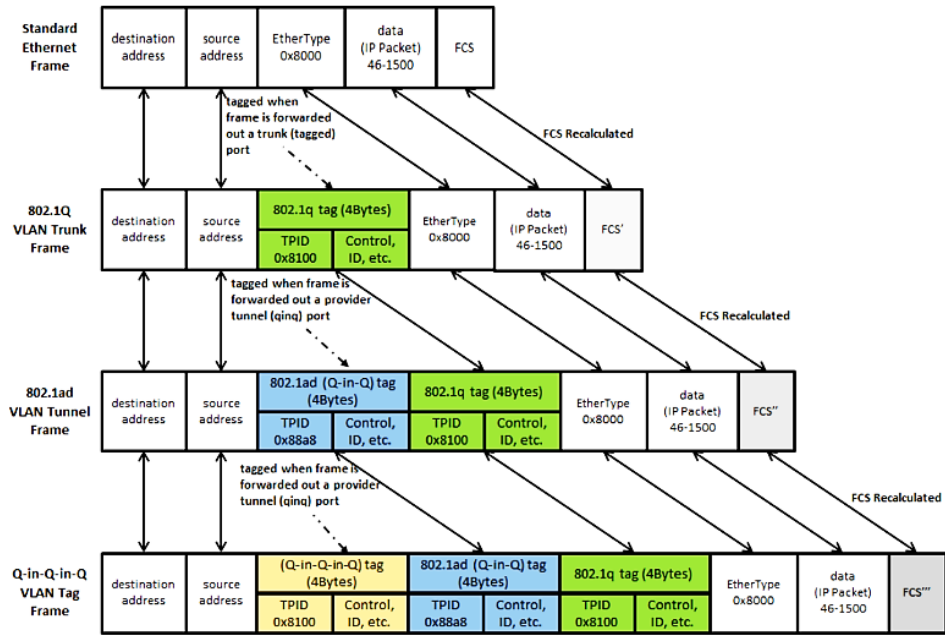 Standard
Ethernet
Frame
destination
address
source
address
EtherType
0x8000
data
(IP Packet)
46-1500
FCS
tagged when
frame is forwarded
out a trunk (tagged)
port
FCS Recalculated
802.1Q
VLAN Trunk
Frame
destination
address
source
address
802.1q tag (4Bytes)
TPID
0x8100
Control,
ID, etc.
EtherType
0x8000
data
(IP Packet)
46-1500
FCS'
tagged when frame is
forwarded out a provider
tunnel (qinq) port
FCS Recalculated
802.1ad
VLAN Tunnel
Frame
destination
address
source
address
802.1ad (Q-in-Q) tag
(4Bytes)
TPID
0x88a8
Control,
ID, etc.
802.1q tag (4Bytes)
TPID
0x8100
Control,
ID, etc.
EtherType
0x8000
data
(IP Packet)
46-1500
FCS''
tagged when frame is
forwarded out a provider
tunnel (qinq) port
FCS Recalculated
Q-in-Q-in-Q
VLAN Tag
Frame
destination
address
source
address
(Q-in-Q-in-Q) tag
(4Bytes)
TPID
0x8100
Control,
ID, etc.
802.1ad (Q-in-Q) tag
(4Bytes)
TPID
0x88a8
Control,
ID, etc.
802.1q tag (4Bytes)
TPID
0x8100
Control,
ID, etc.
EtherType
0x8000
data
(IP Packet)
46-1500
FCS'''